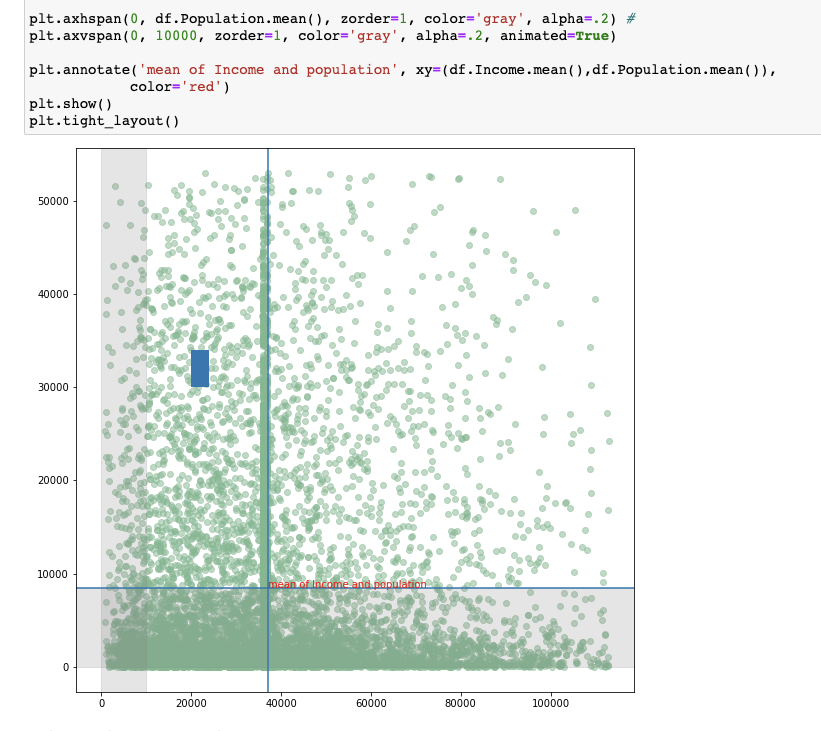 plt.axhspan(0, df.Population.mean(), zorder=1, color='gray', alpha=.2) #
plt.axvspan(0, 10000, zorder=1, color='gray', alpha=.2, animated=True)
plt.annotate('mean of Income and population', xy=(df.Income.mean(),df.Population.mean()),
color='red')
plt.show()
plt.tight_layout()
50000
40000
30000
20000
10000
mean of Income and population
0
0 20000 40000 60000 80000 100000